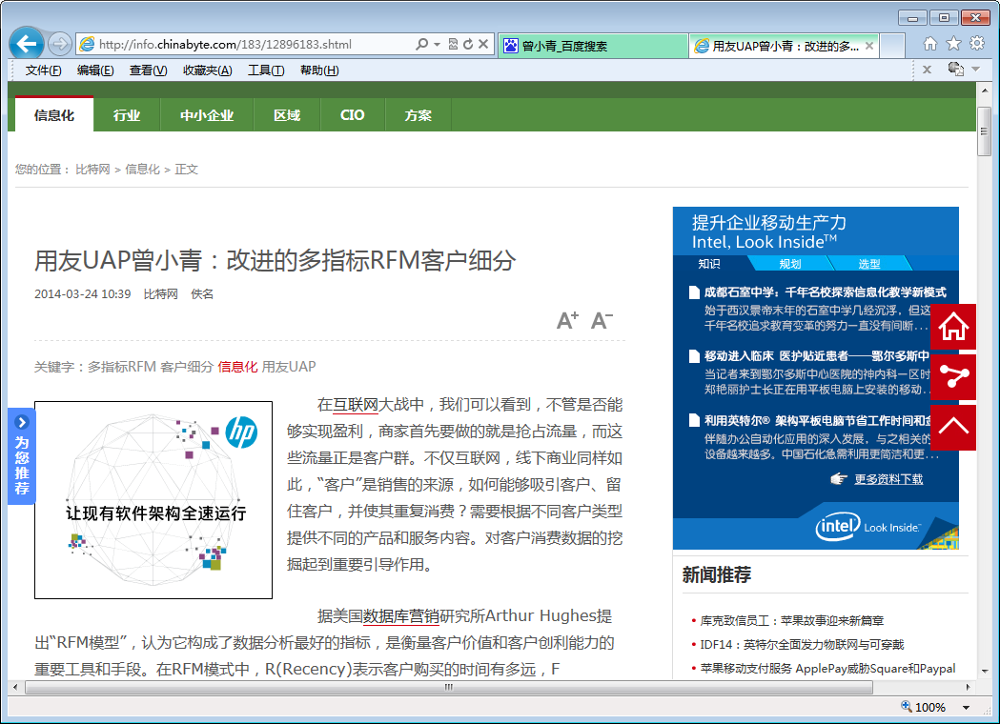 http://info.chinabyte.com/183/12896183.shtml
曾小青_百度搜索
用友UAP曾小青：改进的多...
文件(F) 编辑(E) 查看(V) 收藏夹(A) 工具(T) 帮助(H)
信息化 行业 中小企业 区域 CIO 方案
您的位置： 比特网 > 信息化 > 正文
用友UAP曾小青：改进的多指标RFM客户细分
2014-03-24 10:39 比特网 佚名
A+ A−
关键字：多指标RFM 客户细分 信息化 用友UAP
hp
让现有软件架构全速运行
为您推荐
在互联网大战中，我们可以看到，不管是否能
够实现盈利，商家首先要做的就是抢占流量，而这
些流量正是客户群。不仅互联网，线下商业同样如
此，“客户”是销售的来源，如何能够吸引客户、留
住客户，并使其重复消费？需要根据不同客户类型
提供不同的产品和服务内容。对客户消费数据的挖
掘起到重要引导作用。
据美国数据库营销研究所Arthur Hughes提
出“RFM模型”，认为它构成了数据分析最好的指标，是衡量客户价值和客户创利能力的
重要工具和手段。在RFM模式中，R(Recency)表示客户购买的时间有多远，F
提升企业移动生产力
Intel, Look Inside™
知识 规划 选型
成都石室中学：千年名校探索信息化教学新模式
始于西汉景帝末年的石室中学几经沉浮，但这
千年名校追求教育变革的努力一直没有间断...
移动进入临床 医护贴近患者——鄂尔多斯中
当记者来到鄂尔多斯中心医院的神内科一区时
郑艳丽护士长正在用平板电脑上安装的移动.
利用英特尔® 架构平板电脑节省工作时间和金
伴随办公自动化应用的深入发展，与之相关的
设备越来越多。中国石化急需利用更简洁和更...
更多资料下载
intel Look Inside.™
新闻推荐
• 库克致信员工：苹果故事迎来新篇章
• IDF14：英特尔全面发力物联网与可穿戴
• 苹果移动支付服务 ApplePay威胁Square和Paypal
100%